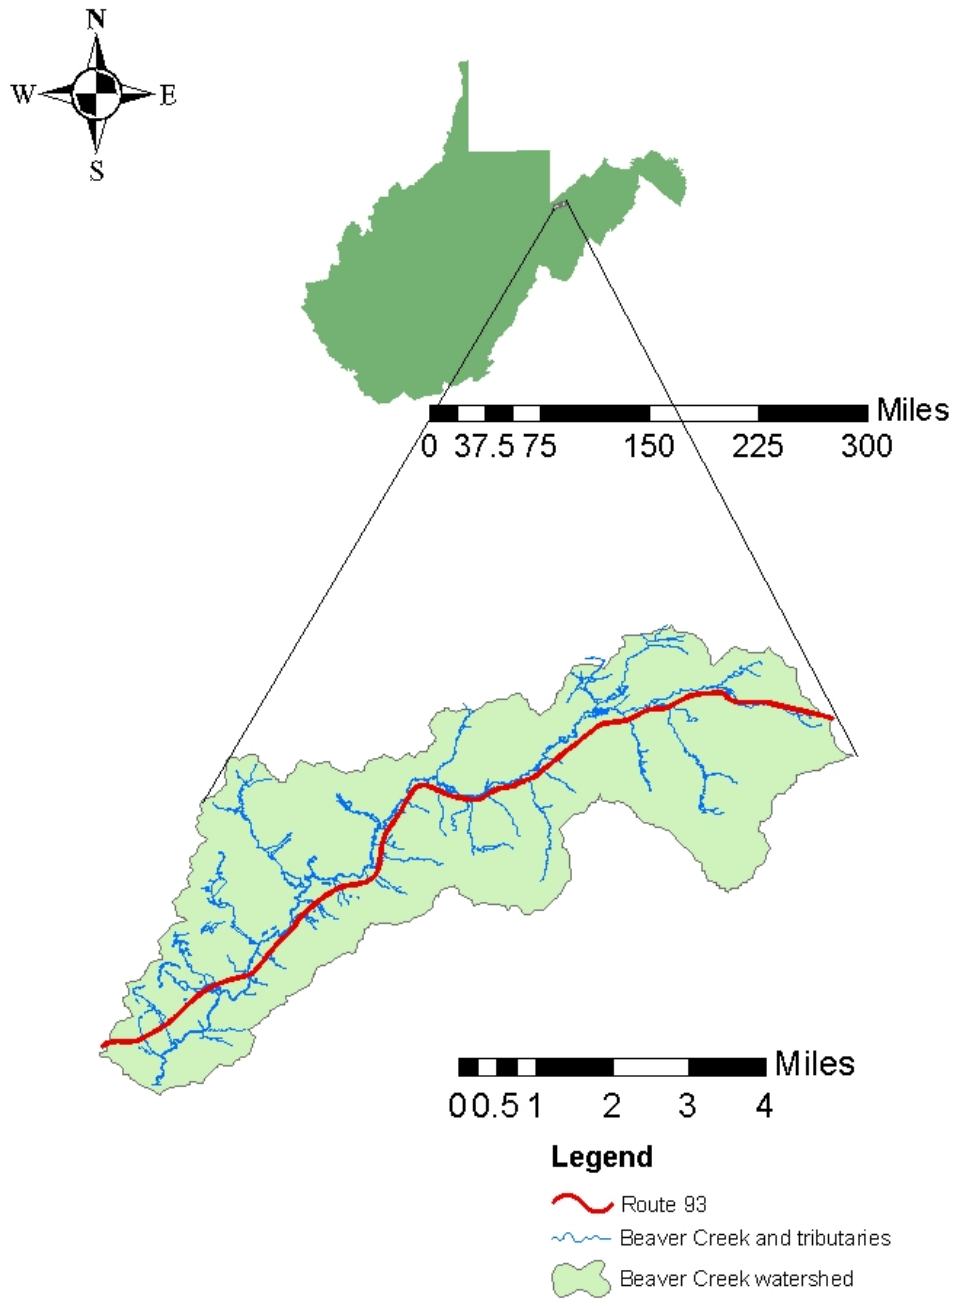 N
W E
S
Miles
0 37.5 75 150 225 300
Miles
0 0.5 1 2 3 4
Legend
Route 93
Beaver Creek and tributaries
Beaver Creek watershed